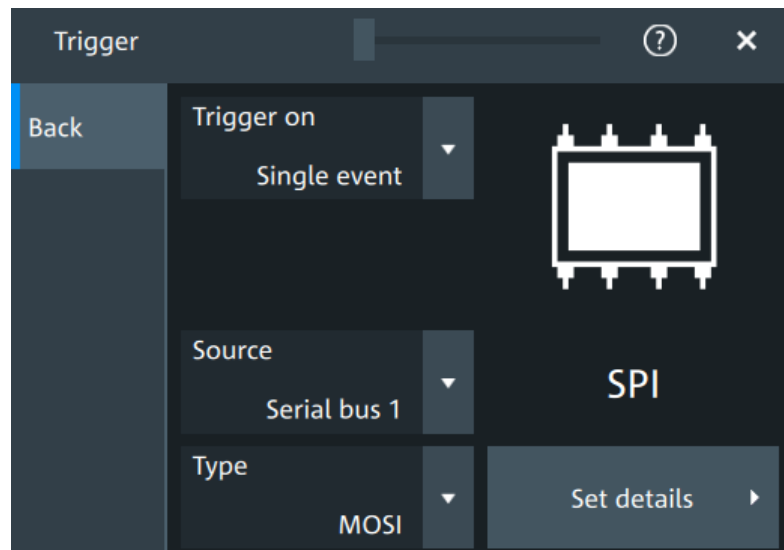 Trigger
?
Back
Trigger on
Single event
Source
Serial bus 1
SPI
Type
MOSI
Set details